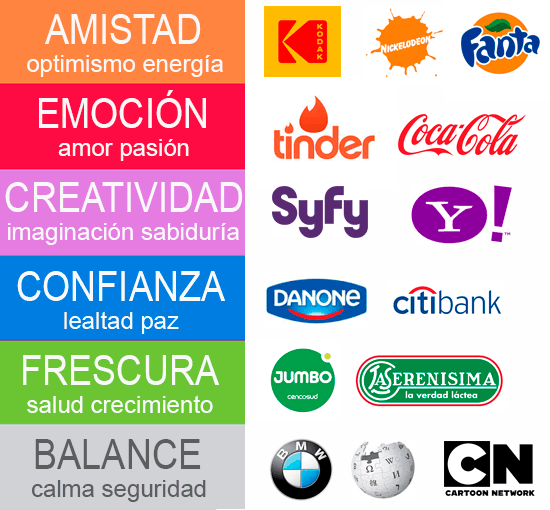 AMISTAD
optimismo energía
KODAK
NICKELODEON
Fanta
EMOCIÓN
amor pasión
tinder
Coca-Cola
CREATIVIDAD
imaginación sabiduría
Syfy
Y! ™
CONFIANZA
lealtad paz
DANONE
citibank
FRESCURA
salud crecimiento
JUMBO
cencosud
LA SERENISIMA
la verdad láctea
BALANCE
calma seguridad
BMW
Ω W И
CN
CARTOON NETWORK